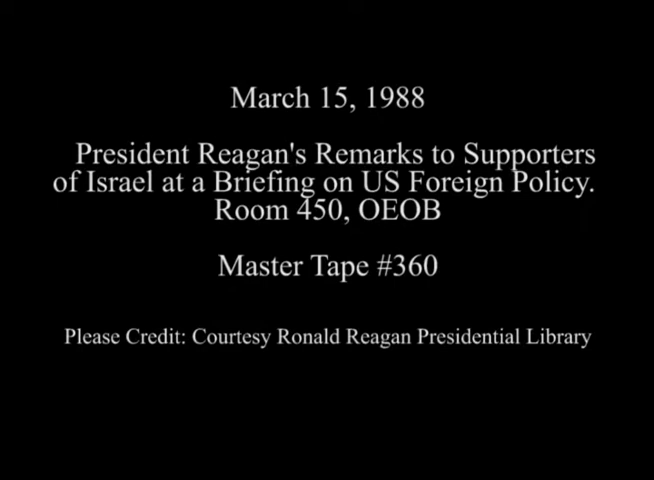 March 15, 1988
President Reagan's Remarks to Supporters
of Israel at a Briefing on US Foreign Policy.
Room 450, OEOB
Master Tape #360
Please Credit: Courtesy Ronald Reagan Presidential Library